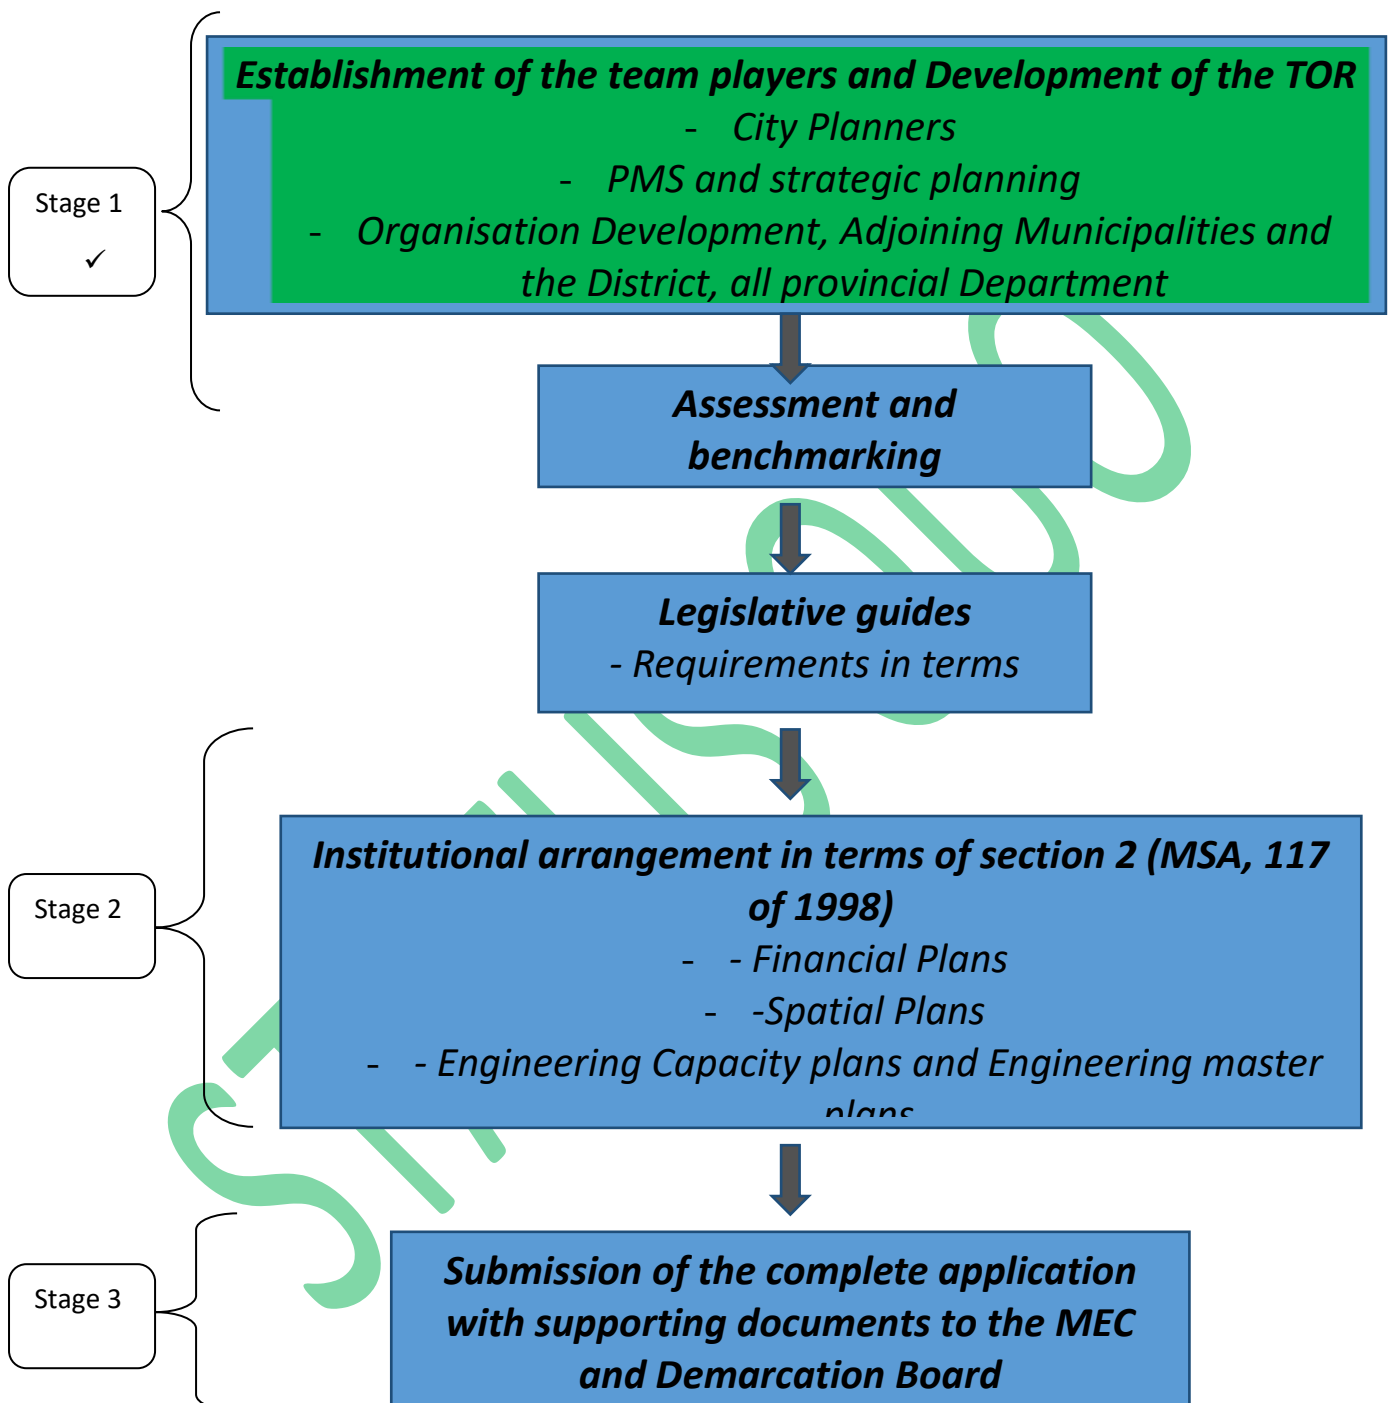 Establishment of the team players and Development of the TOR
- City Planners
- PMS and strategic planning
- Organisation Development, Adjoining Municipalities and
the District, all provincial Department
Stage 1
✓
Assessment and
benchmarking
Legislative guides
- Requirements in terms
Institutional arrangement in terms of section 2 (MSA, 117
of 1998)
- - Financial Plans
- -Spatial Plans
- - Engineering Capacity plans and Engineering master
plans
Stage 2
Submission of the complete application
with supporting documents to the MEC
and Demarcation Board
Stage 3
STATUS QUO